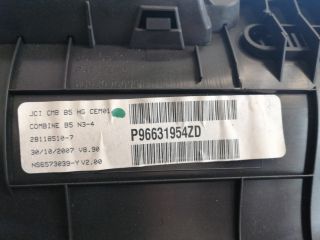 JCI CMB B5 HG CEM01
COMBINE B5 N3-4
28118510-7
30/10/2007 V8.90
NS6573039-Y V2.00
P96631954ZD